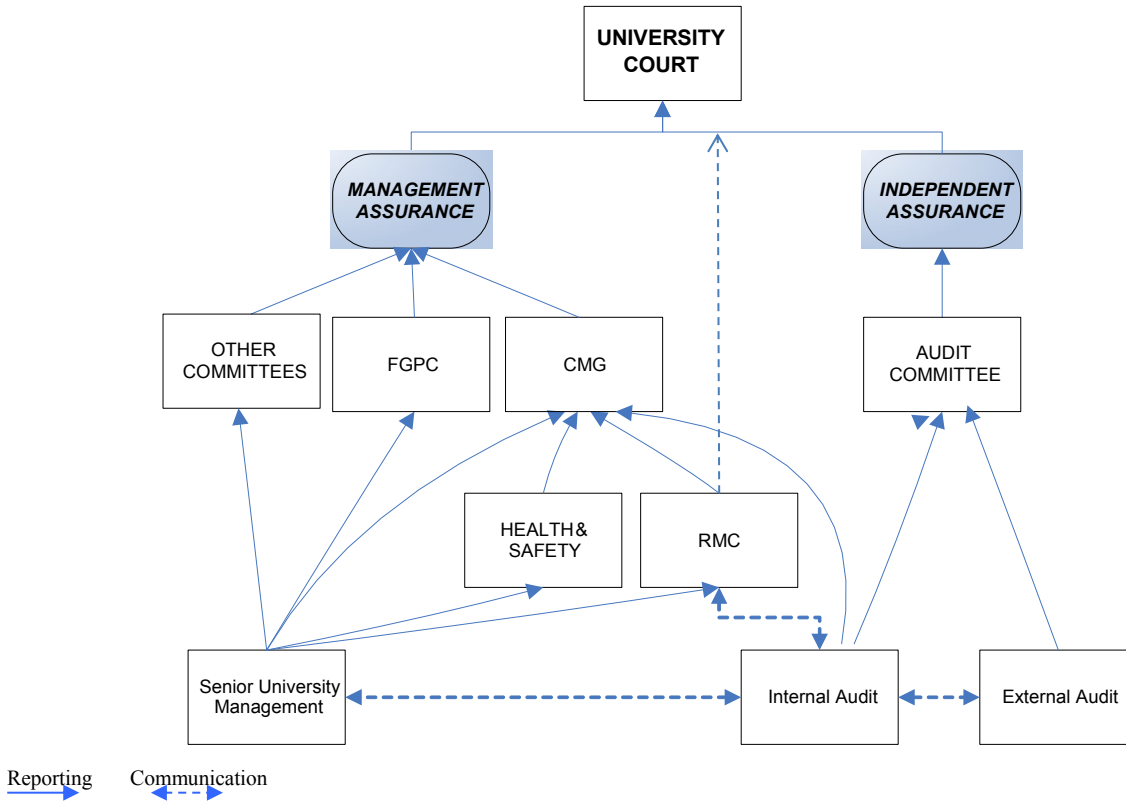 UNIVERSITY
COURT
MANAGEMENT
ASSURANCE
INDEPENDENT
ASSURANCE
OTHER
COMMITTEES
FGPC
CMG
AUDIT
COMMITTEE
HEALTH &
SAFETY
RMC
Senior University
Management
Internal Audit
External Audit
Reporting
Communication